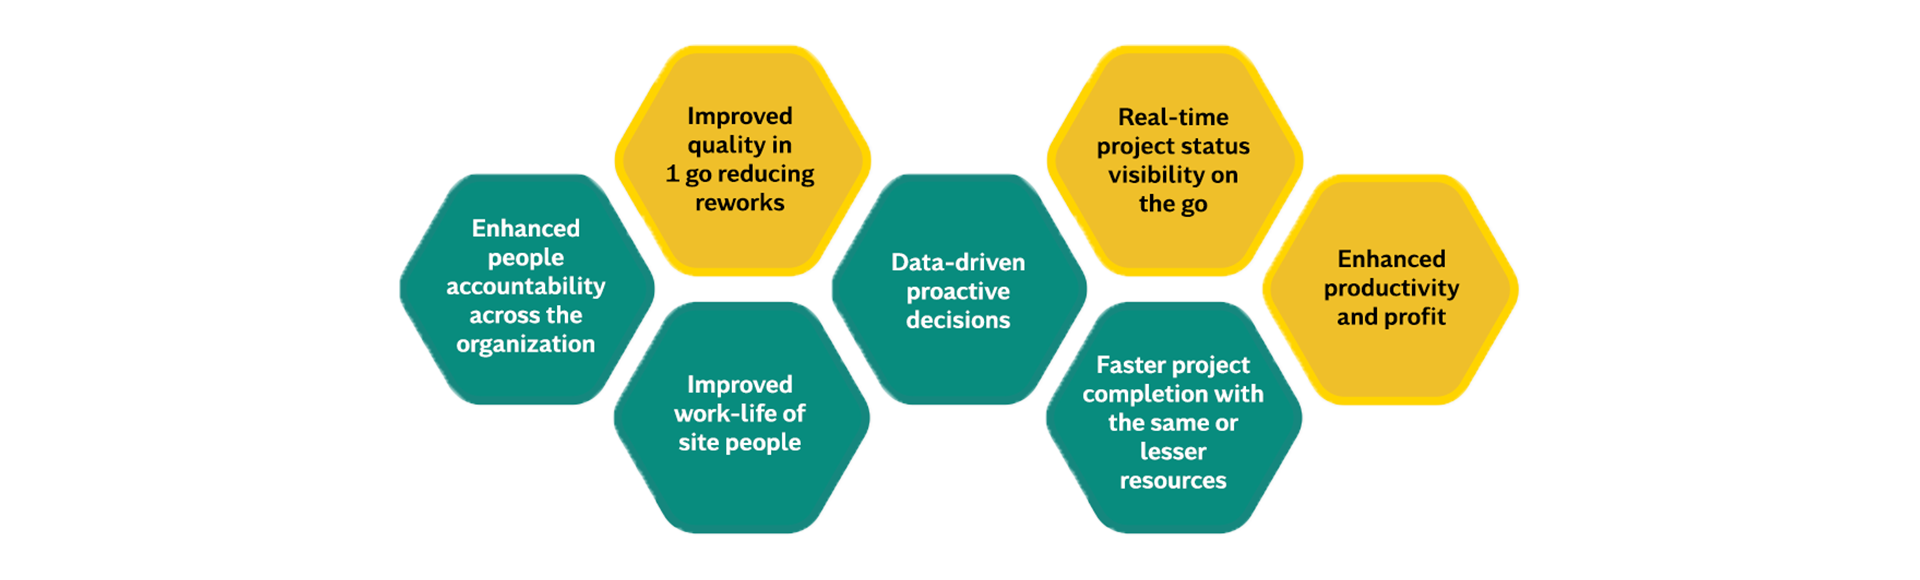 Enhanced
people
accountability
across the
organization
Improved
quality in
1 go reducing
reworks
Improved
work-life of
site people
Data-driven
proactive
decisions
Real-time
project status
visibility on
the go
Faster project
completion with
the same or
lesser
resources
Enhanced
productivity
and profit